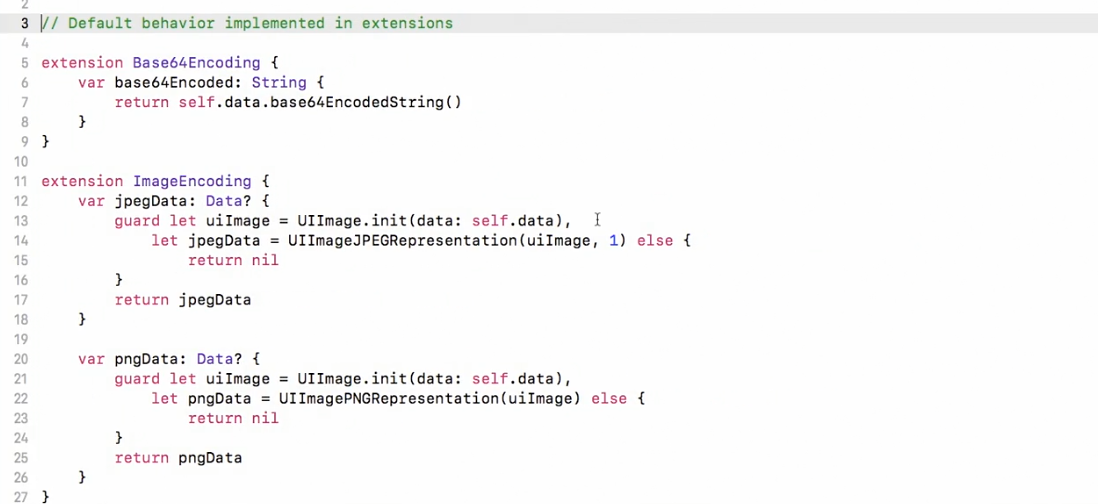 2
3 // Default behavior implemented in extensions
4
5 extension Base64Encoding {
6     var base64Encoded: String {
7         return self.data.base64EncodedString()
8     }
9 }
10
11 extension ImageEncoding {
12     var jpegData: Data? {
13         guard let uiImage = UIImage.init(data: self.data),
14             let jpegData = UIImageJPEGRepresentation(uiImage, 1) else {
15                 return nil
16         }
17         return jpegData
18     }
19
20     var pngData: Data? {
21         guard let uiImage = UIImage.init(data: self.data),
22             let pngData = UIImagePNGRepresentation(uiImage) else {
23                 return nil
24         }
25         return pngData
26     }
27 }